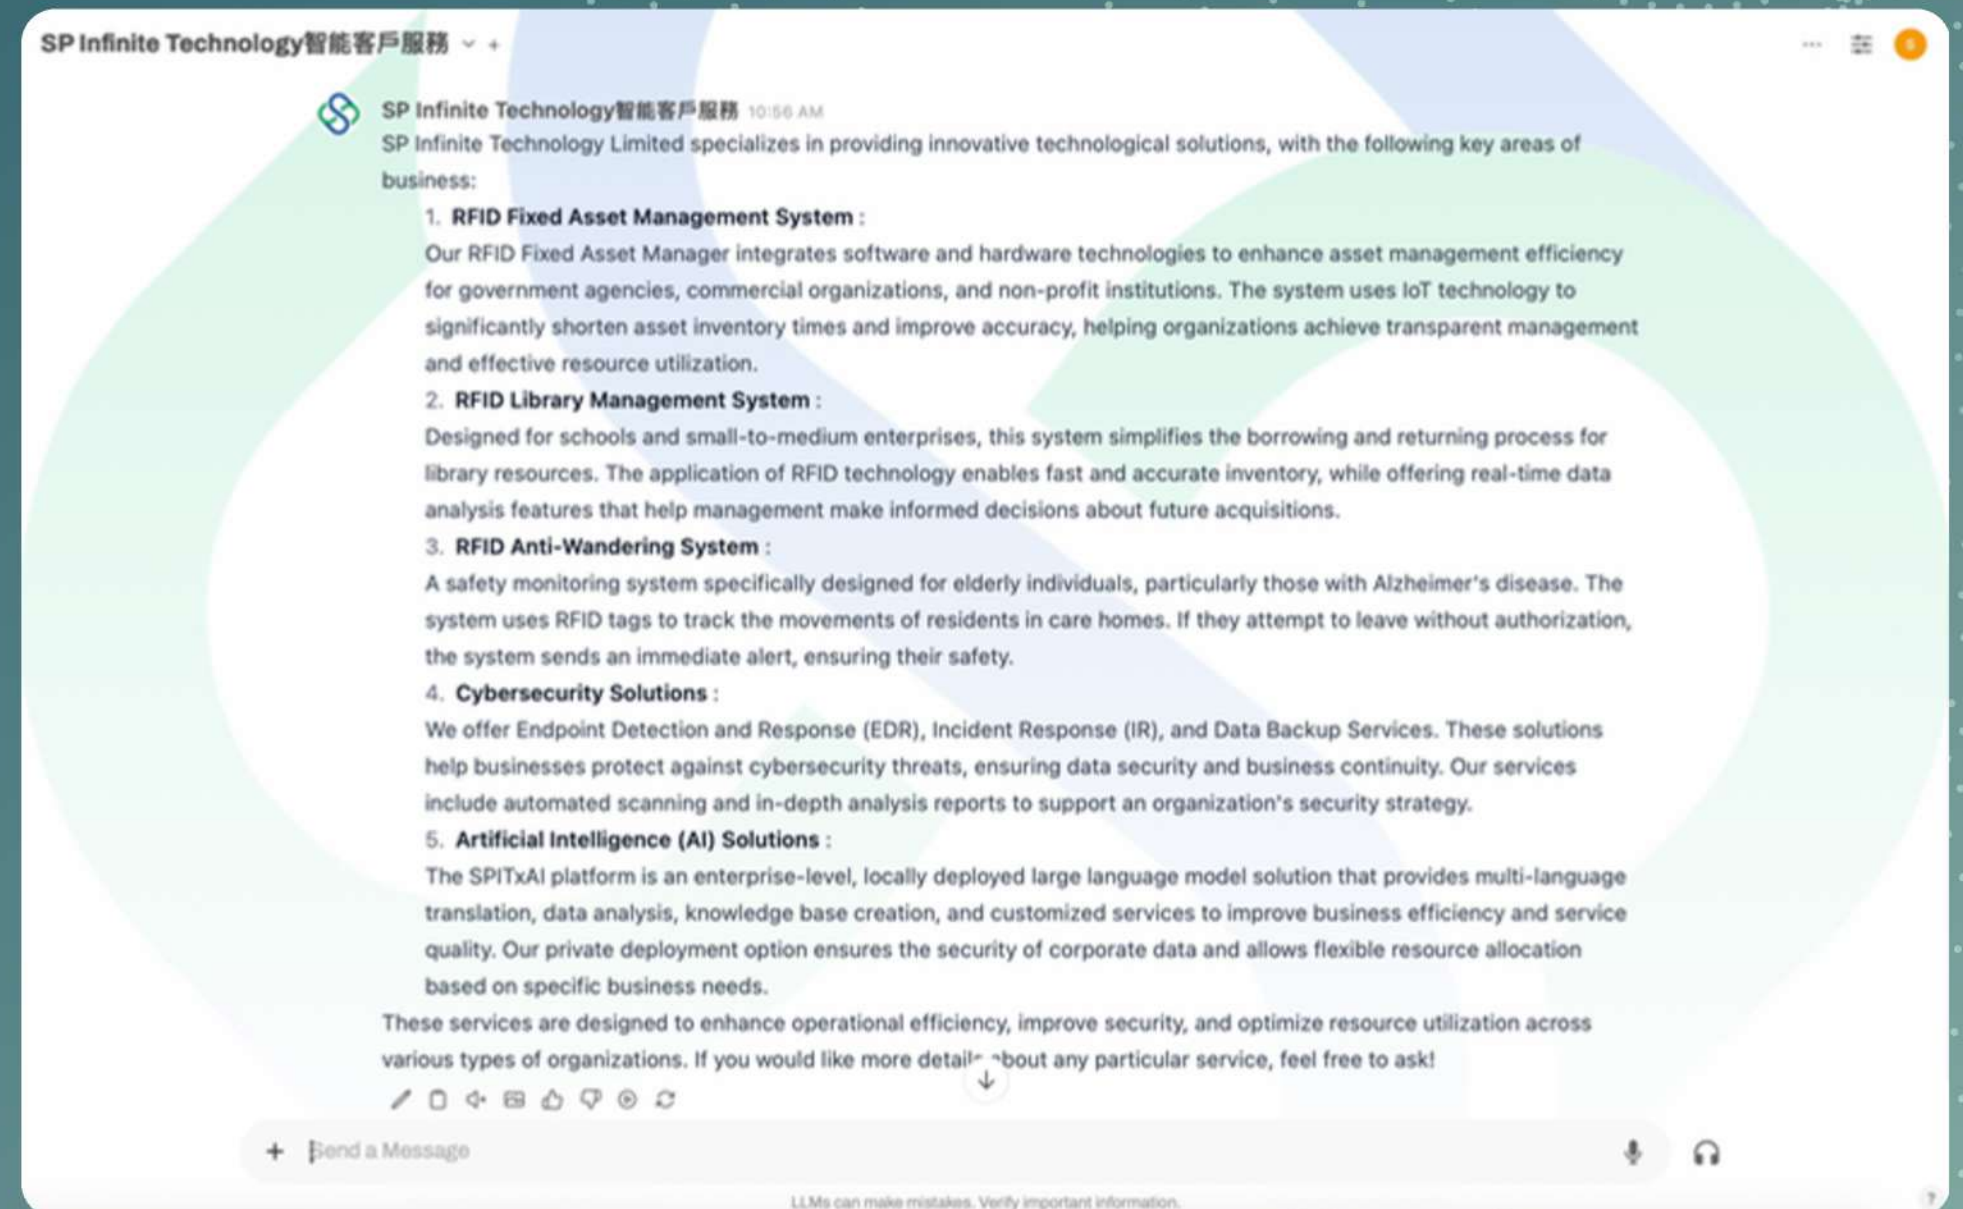 SP Infinite Technology智能客戶服務
S
SP Infinite Technology智能客戶服務 10:56 AM
SP Infinite Technology Limited specializes in providing innovative technological solutions, with the following key areas of
business:
1. RFID Fixed Asset Management System :
Our RFID Fixed Asset Manager integrates software and hardware technologies to enhance asset management efficiency
for government agencies, commercial organizations, and non-profit institutions. The system uses IoT technology to
significantly shorten asset inventory times and improve accuracy, helping organizations achieve transparent management
and effective resource utilization.
2. RFID Library Management System :
Designed for schools and small-to-medium enterprises, this system simplifies the borrowing and returning process for
library resources. The application of RFID technology enables fast and accurate inventory, while offering real-time data
analysis features that help management make informed decisions about future acquisitions.
3. RFID Anti-Wandering System :
A safety monitoring system specifically designed for elderly individuals, particularly those with Alzheimer's disease. The
system uses RFID tags to track the movements of residents in care homes. If they attempt to leave without authorization,
the system sends an immediate alert, ensuring their safety.
4. Cybersecurity Solutions :
We offer Endpoint Detection and Response (EDR), Incident Response (IR), and Data Backup Services. These solutions
help businesses protect against cybersecurity threats, ensuring data security and business continuity. Our services
include automated scanning and in-depth analysis reports to support an organization's security strategy.
5. Artificial Intelligence (AI) Solutions :
The SPITxAI platform is an enterprise-level, locally deployed large language model solution that provides multi-language
translation, data analysis, knowledge base creation, and customized services to improve business efficiency and service
quality. Our private deployment option ensures the security of corporate data and allows flexible resource allocation
based on specific business needs.
These services are designed to enhance operational efficiency, improve security, and optimize resource utilization across
various types of organizations. If you would like more details about any particular service, feel free to ask!
Send a Message
LLMs can make mistakes. Verify important information.
?